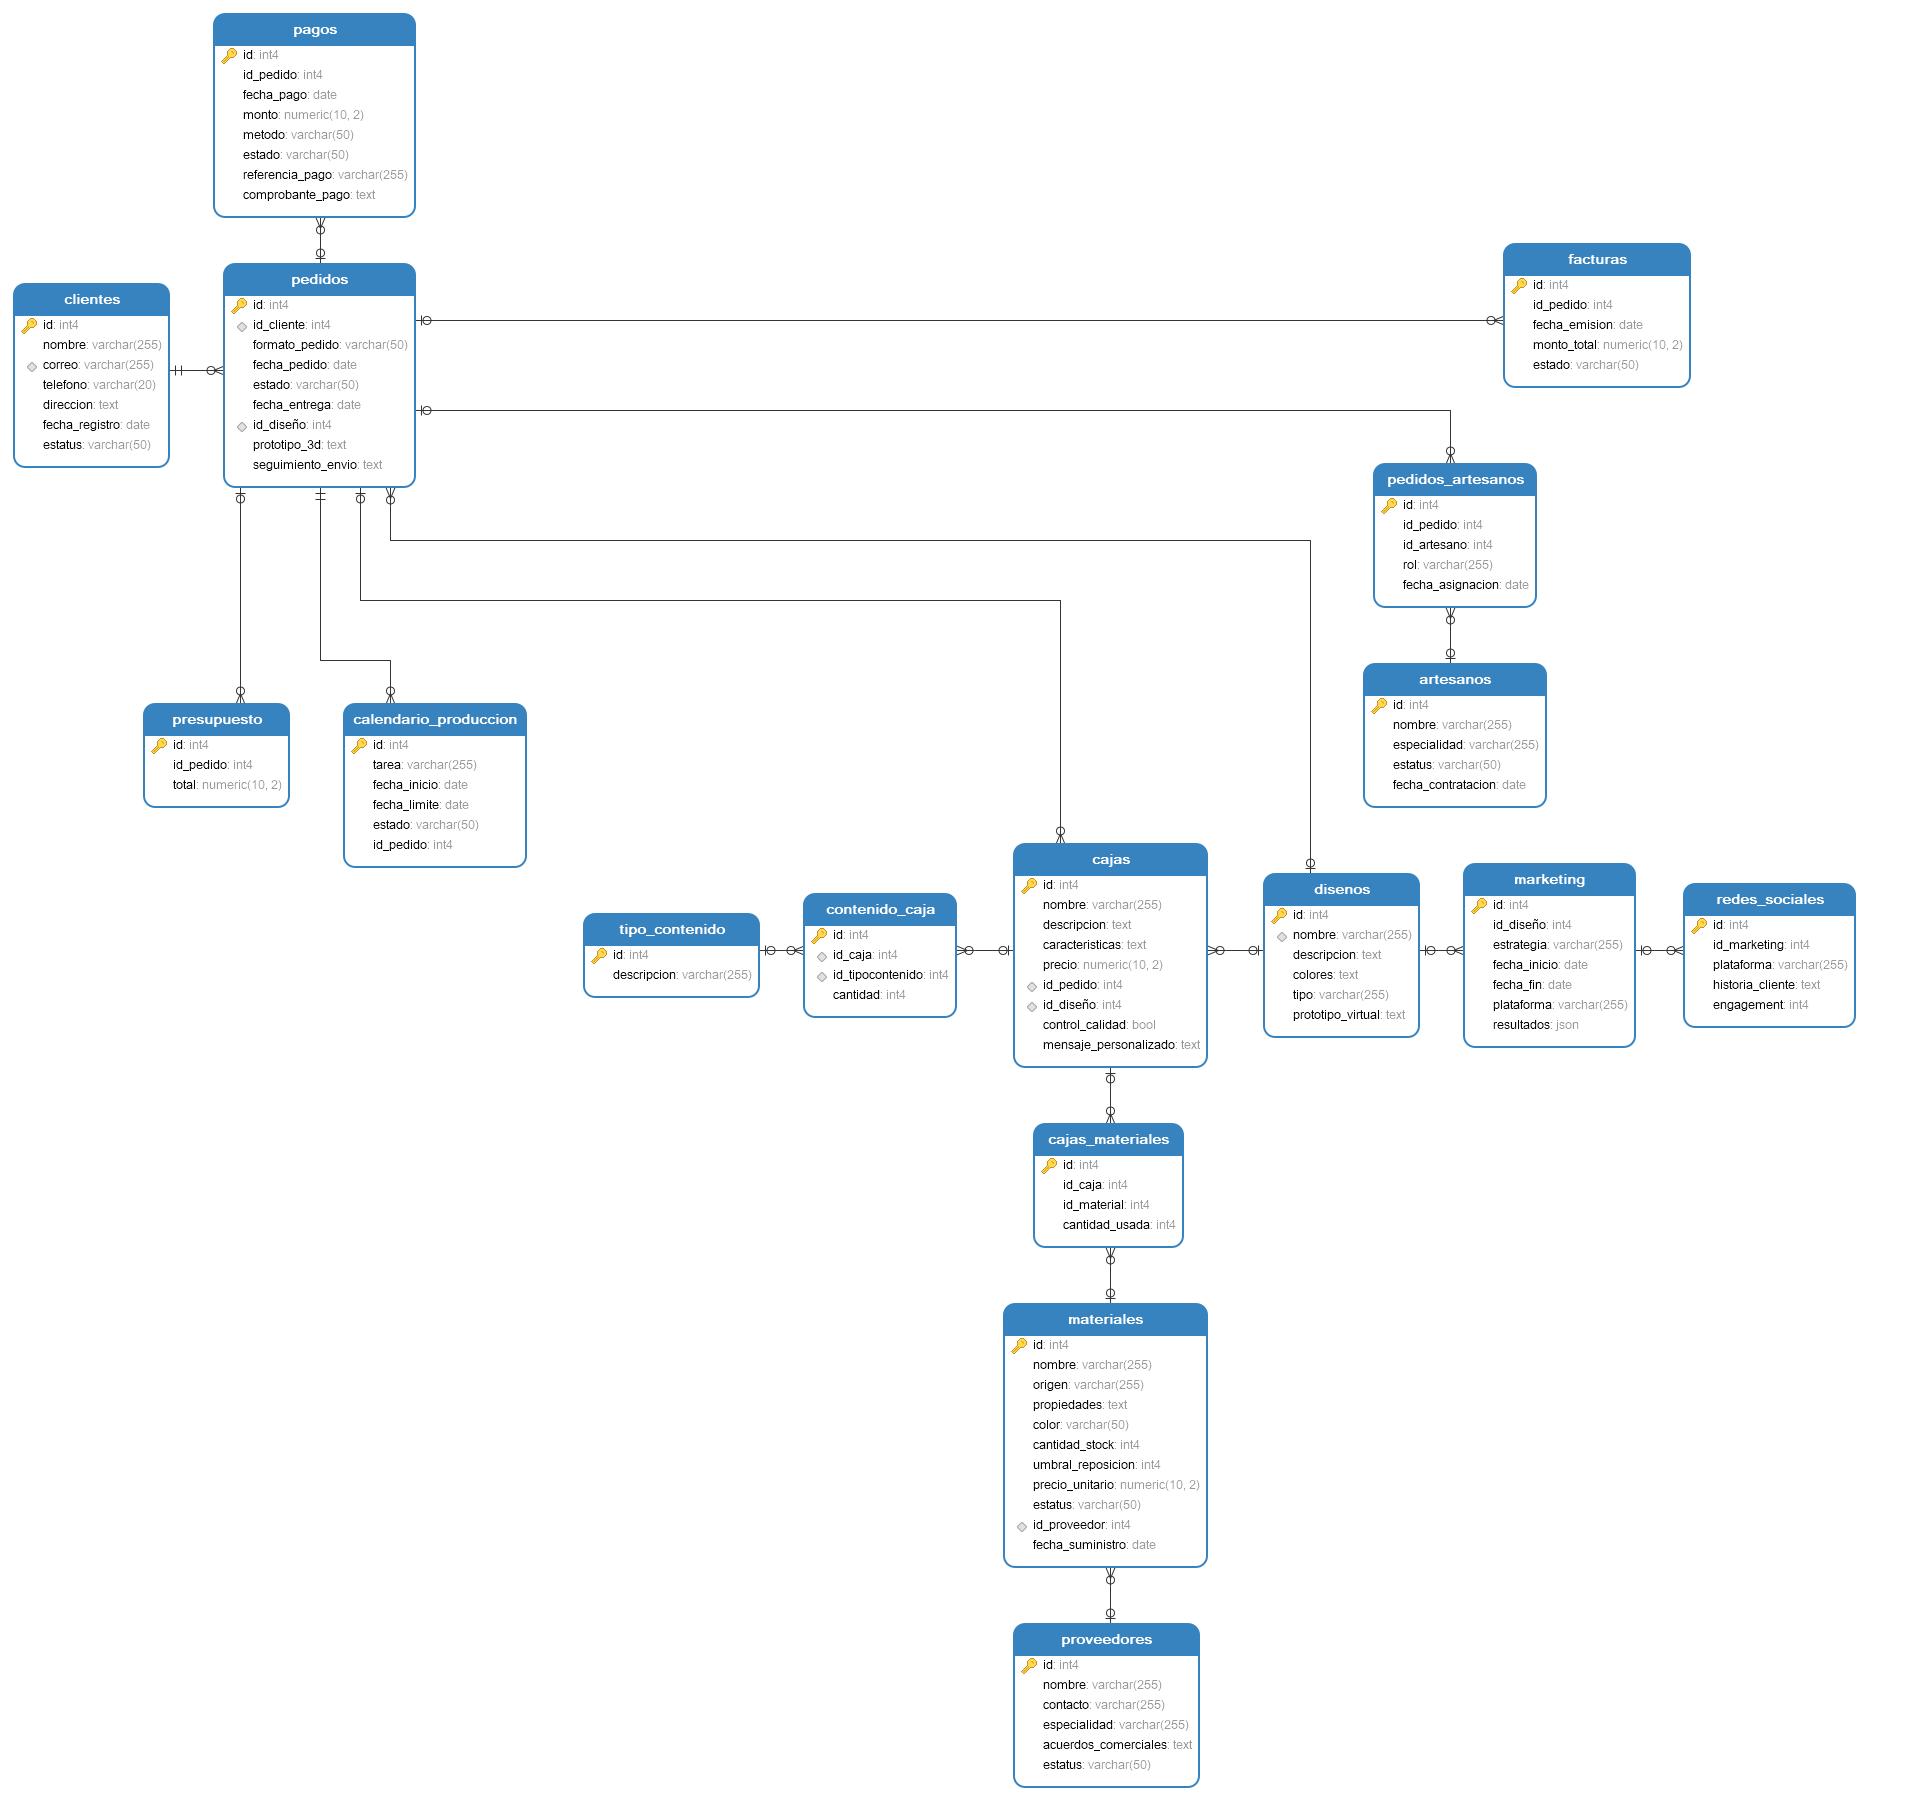 pagos
id: int4
id_pedido: int4
fecha_pago: date
monto: numeric(10, 2)
metodo: varchar(50)
estado: varchar(50)
referencia_pago: varchar(255)
comprobante_pago: text
clientes
id: int4
nombre: varchar(255)
correo: varchar(255)
telefono: varchar(20)
direccion: text
fecha_registro: date
estatus: varchar(50)
pedidos
id: int4
id_cliente: int4
formato_pedido: varchar(50)
fecha_pedido: date
estado: varchar(50)
fecha_entrega: date
id_diseño: int4
prototipo_3d: text
seguimiento_envio: text
facturas
id: int4
id_pedido: int4
fecha_emision: date
monto_total: numeric(10, 2)
estado: varchar(50)
pedidos_artesanos
id: int4
id_pedido: int4
id_artesano: int4
rol: varchar(255)
fecha_asignacion: date
artesanos
id: int4
nombre: varchar(255)
especialidad: varchar(255)
estatus: varchar(50)
fecha_contratacion: date
presupuesto
id: int4
id_pedido: int4
total: numeric(10, 2)
calendario_produccion
id: int4
tarea: varchar(255)
fecha_inicio: date
fecha_limite: date
estado: varchar(50)
id_pedido: int4
tipo_contenido
id: int4
descripcion: varchar(255)
contenido_caja
id: int4
id_caja: int4
id_tipocontenido: int4
cantidad: int4
cajas
id: int4
nombre: varchar(255)
descripcion: text
caracteristicas: text
precio: numeric(10, 2)
id_pedido: int4
id_diseño: int4
control_calidad: bool
mensaje_personalizado: text
disenos
id: int4
nombre: varchar(255)
descripcion: text
colores: text
tipo: varchar(255)
prototipo_virtual: text
marketing
id: int4
id_diseño: int4
estrategia: varchar(255)
fecha_inicio: date
fecha_fin: date
plataforma: varchar(255)
resultados: json
redes_sociales
id: int4
id_marketing: int4
plataforma: varchar(255)
historia_cliente: text
engagement: int4
cajas_materiales
id: int4
id_caja: int4
id_material: int4
cantidad_usada: int4
materiales
id: int4
nombre: varchar(255)
origen: varchar(255)
propiedades: text
color: varchar(50)
cantidad_stock: int4
umbral_reposicion: int4
precio_unitario: numeric(10, 2)
estatus: varchar(50)
id_proveedor: int4
fecha_suministro: date
proveedores
id: int4
nombre: varchar(255)
contacto: varchar(255)
especialidad: varchar(255)
acuerdos_comerciales: text
estatus: varchar(50)